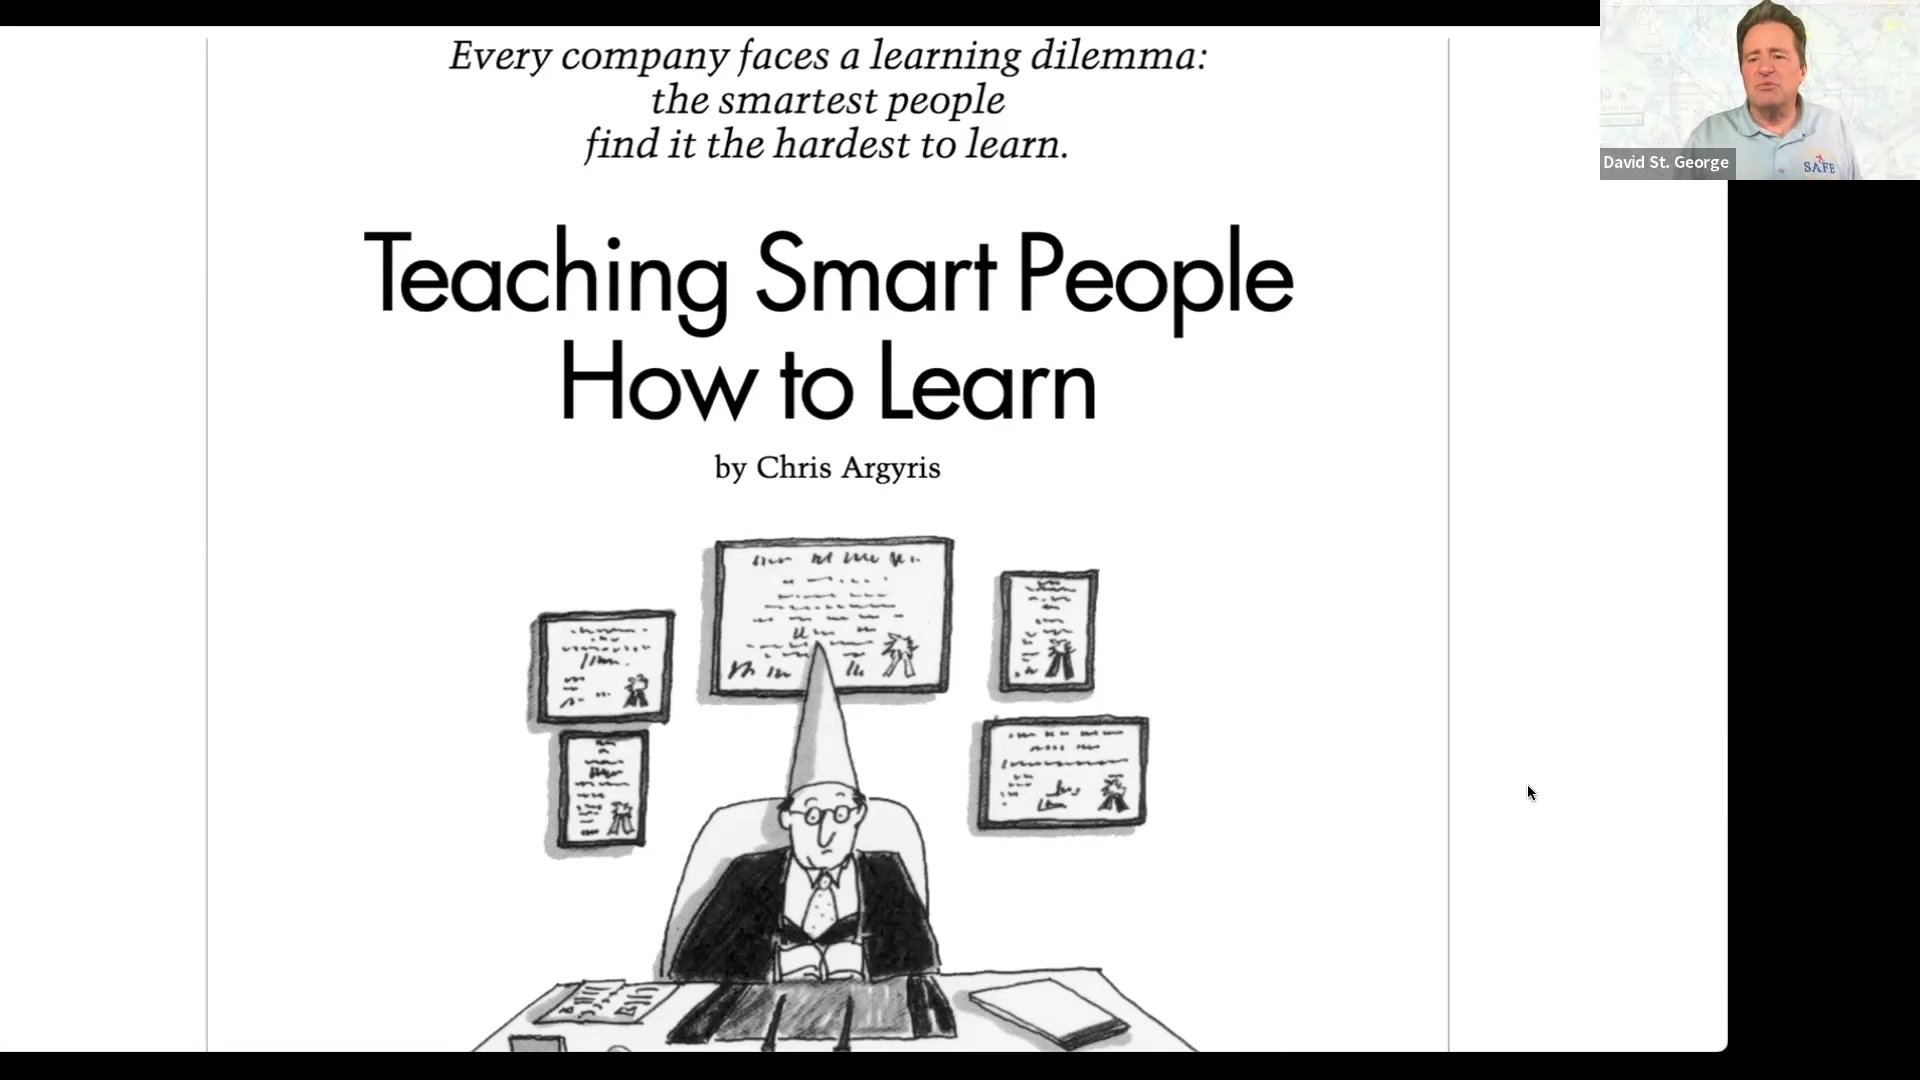 Every company faces a learning dilemma:
the smartest people
find it the hardest to learn.
Teaching Smart People
How to Learn
by Chris Argyris
David St. George
SAFE